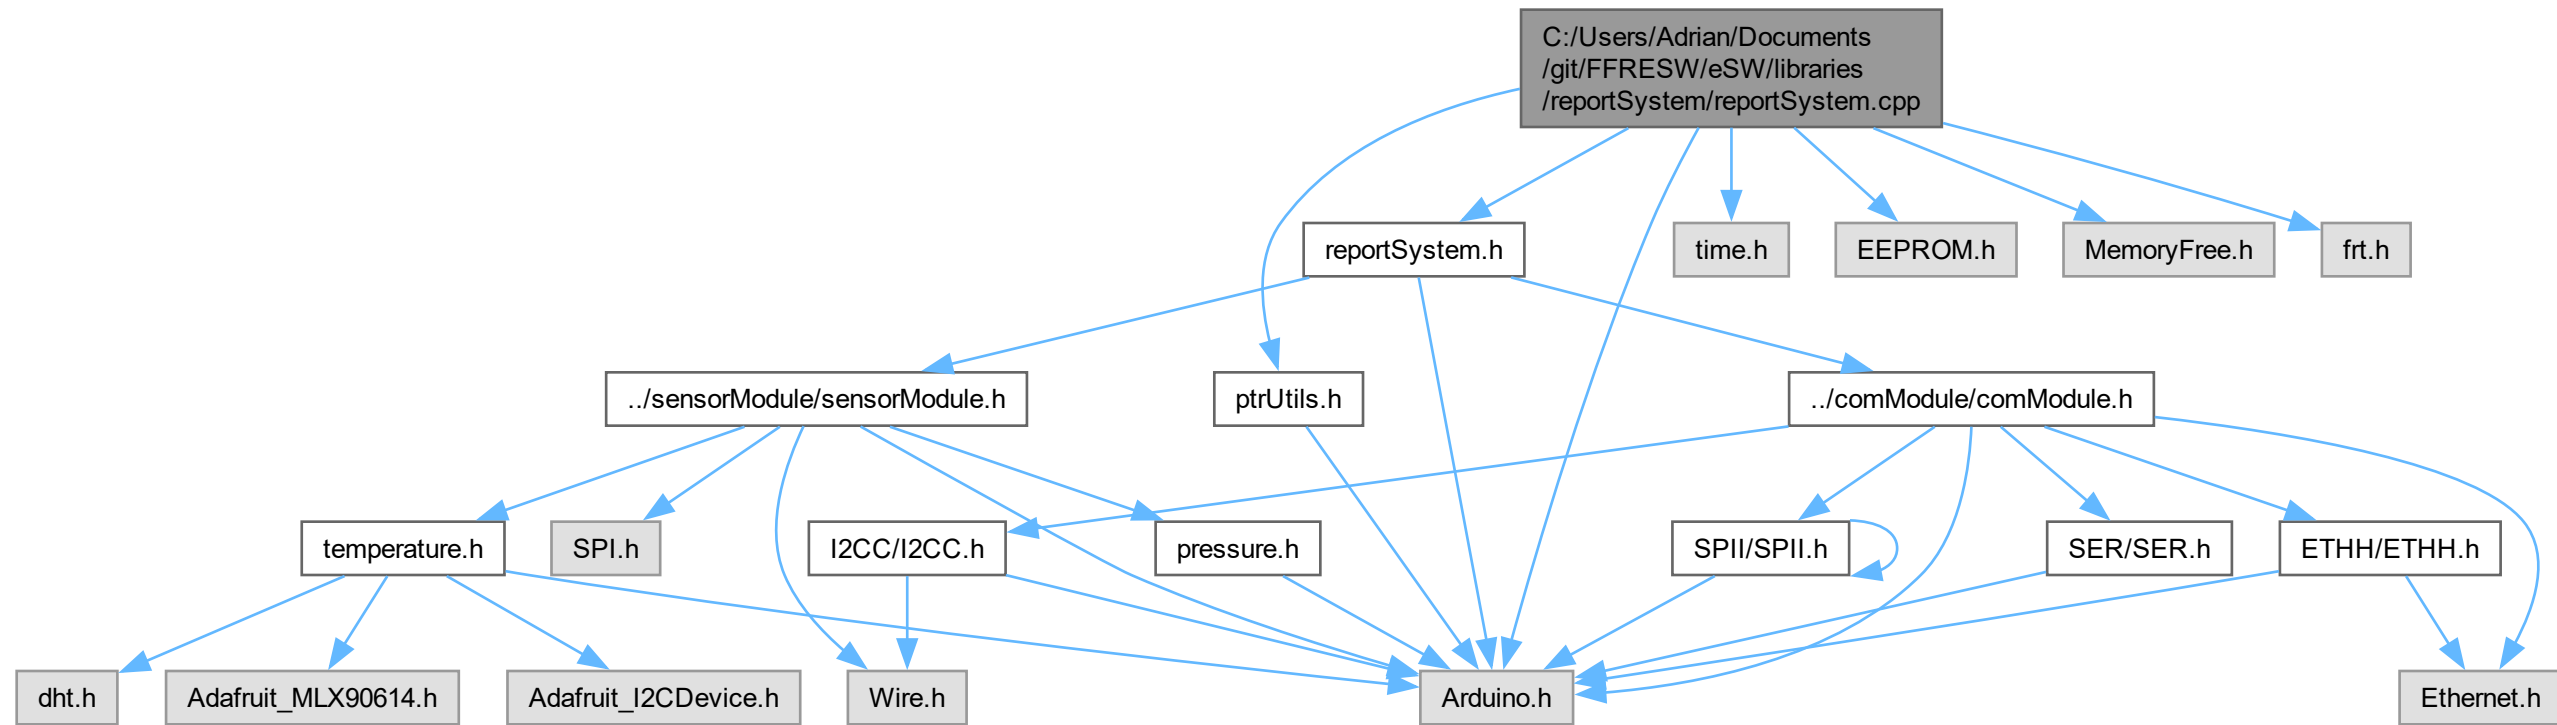 C:/Users/Adrian/Documents
/git/FFRESW/eSW/libraries
/reportSystem/reportSystem.cpp
reportSystem.h
time.h
EEPROM.h
MemoryFree.h
frt.h
../sensorModule/sensorModule.h
ptrUtils.h
../comModule/comModule.h
temperature.h
SPI.h
I2CC/I2CC.h
pressure.h
SPII/SPII.h
SER/SER.h
ETHH/ETHH.h
dht.h
Adafruit_MLX90614.h
Adafruit_I2CDevice.h
Wire.h
Arduino.h
Ethernet.h